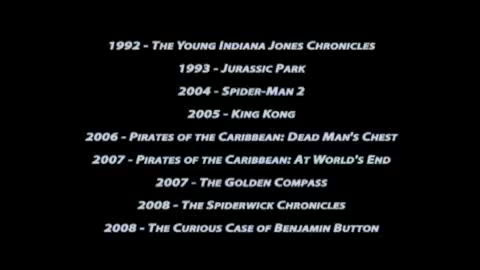 1992 - The Young Indiana Jones Chronicles
1993 - Jurassic Park
2004 - Spider-Man 2
2005 - King Kong
2006 - Pirates of the Caribbean: Dead Man's Chest
2007 - Pirates of the Caribbean: At World's End
2007 - The Golden Compass
2008 - The Spiderwick Chronicles
2008 - The Curious Case of Benjamin Button